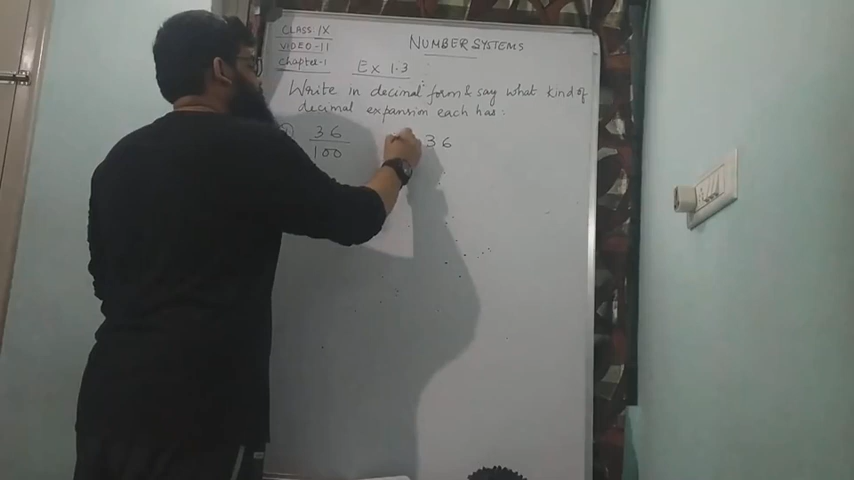 CLASS: IX
VIDEO-11
NUMBER SYSTEMS
chapter-1
Ex 1.3
Write in decimal form & say what kind of
decimal expansion each has:
36
100
36